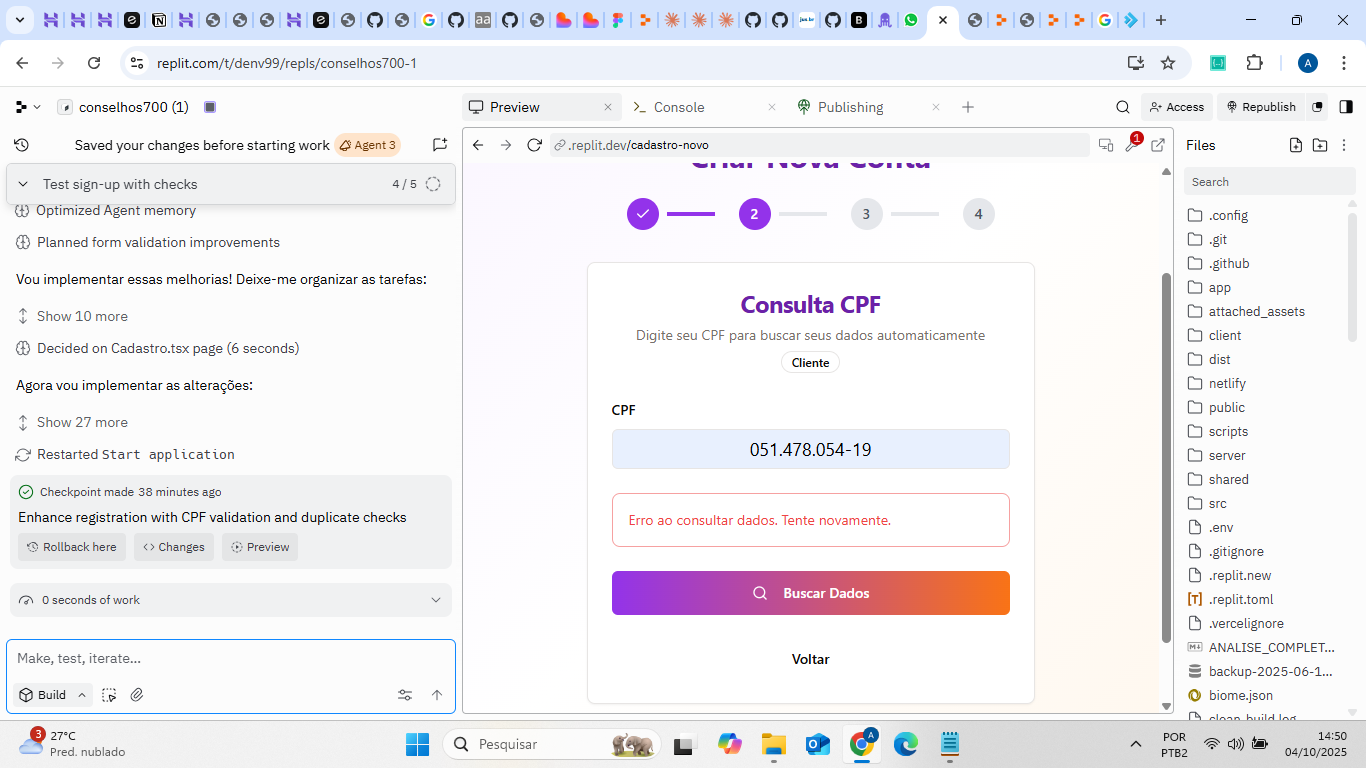 replit.com/t/denv99/repls/conselhos700-1
A
conselhos700 (1)
Preview
Console
Publishing
Access
Republish
Saved your changes before starting work
Agent 3
.replit.dev/cadastro-novo
1
Files
Test sign-up with checks
4 / 5
Search
Optimized Agent memory
Planned form validation improvements
Vou implementar essas melhorias! Deixe-me organizar as tarefas:
Show 10 more
Decided on Cadastro.tsx page (6 seconds)
Agora vou implementar as alterações:
Show 27 more
Restarted Start application
Checkpoint made 38 minutes ago
Enhance registration with CPF validation and duplicate checks
Rollback here
Changes
Preview
0 seconds of work
Make, test, iterate...
Build
Criar Nova Conta
2
3
4
Consulta CPF
Digite seu CPF para buscar seus dados automaticamente
Cliente
CPF
051.478.054-19
Erro ao consultar dados. Tente novamente.
Buscar Dados
Voltar
.config
.git
.github
app
attached_assets
client
dist
netlify
public
scripts
server
shared
src
.env
.gitignore
.replit.new
.replit.toml
.vercelignore
ANALISE_COMPLET...
backup-2025-06-1...
biome.json
clean-build.log
3
27°C
Pred. nublado
Pesquisar
A
POR
PTB2
14:50
04/10/2025